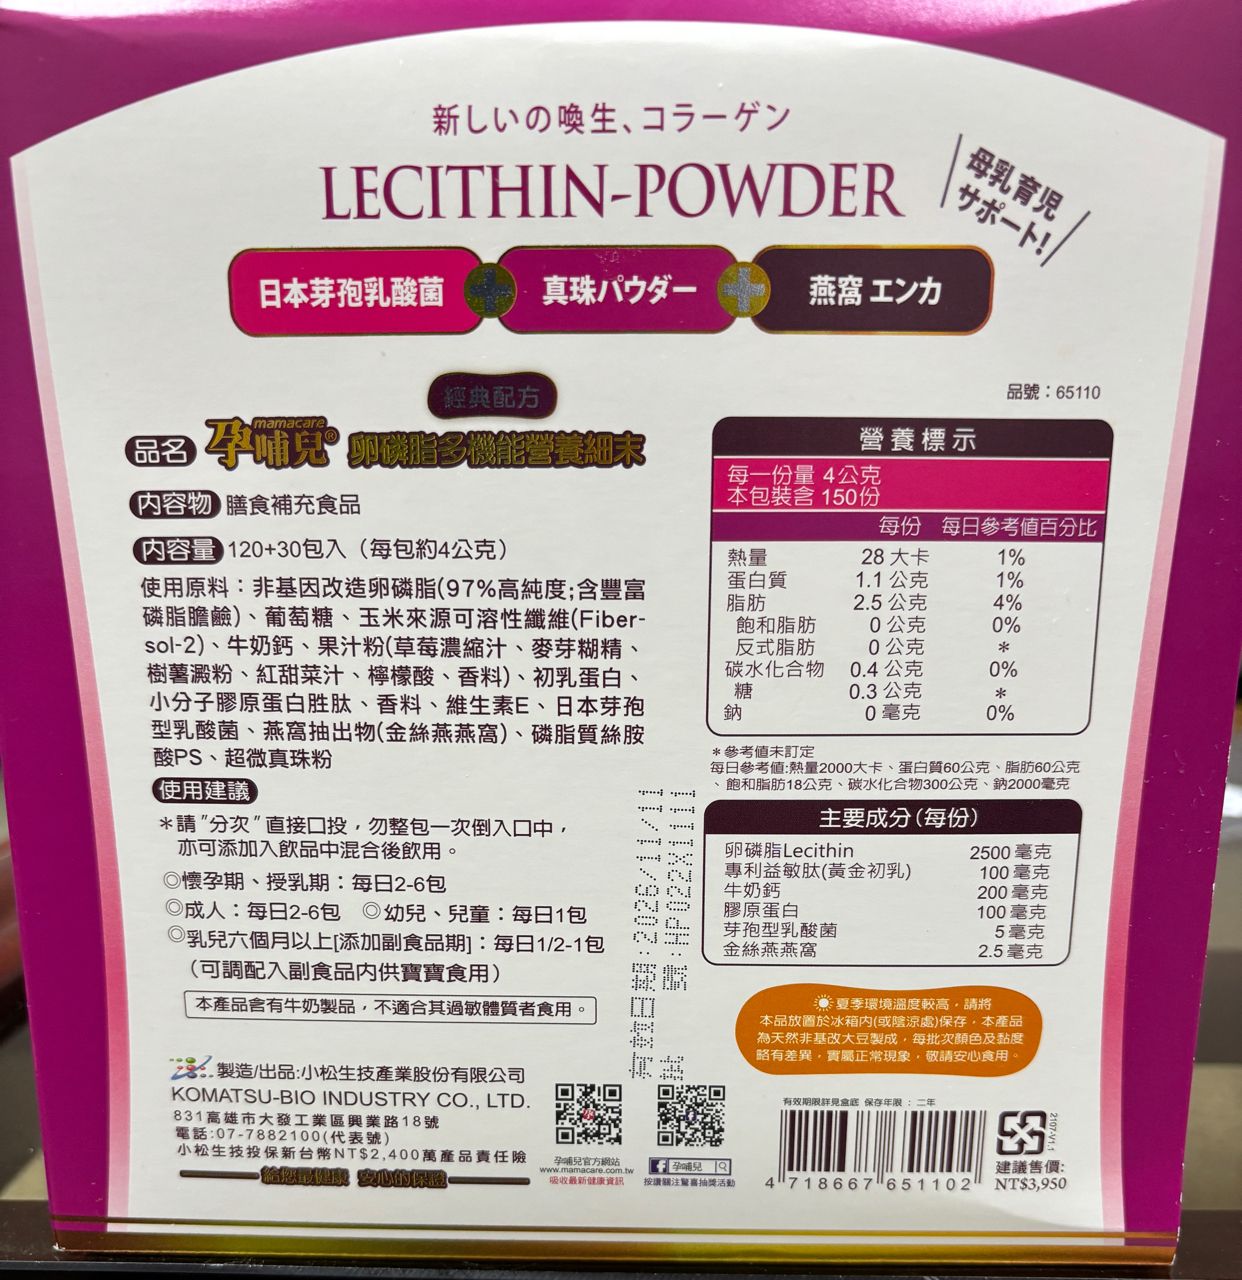 新しいの喚生、コラーゲン
LECITHIN-POWDER
母乳育児
サポート!
日本芽孢乳酸菌
真珠パウダー
燕窩 エンカ
經典配方
品號：65110
品名 孕哺兒® mamacare 卵磷脂多機能營養細末
內容物 膳食補充食品
內容量 120+30包入（每包約4公克）
使用原料：非基因改造卵磷脂(97%高純度;含豐富
磷脂膽鹼)、葡萄糖、玉米來源可溶性纖維(Fiber-
sol-2)、牛奶鈣、果汁粉(草莓濃縮汁、麥芽糊精、
樹薯澱粉、紅甜菜汁、檸檬酸、香料)、初乳蛋白、
小分子膠原蛋白胜肽、香料、維生素E、日本芽孢
型乳酸菌、燕窩抽出物(金絲燕燕窩)、磷脂質絲胺
酸PS、超微真珠粉
使用建議
＊請"分次"直接口投，勿整包一次倒入口中，
亦可添加入飲品中混合後飲用。
◎懷孕期、授乳期：每日2-6包
◎成人：每日2-6包 ◎幼兒、兒童：每日1包
◎乳兒六個月以上[添加副食品期]：每日1/2-1包
（可調配入副食品內供寶寶食用）
本產品含有牛奶製品，不適合其過敏體質者食用。
營養標示
每一份量 4公克
本包裝含 150份
每份 每日參考值百分比
熱量 28 大卡 1%
蛋白質 1.1 公克 1%
脂肪 2.5 公克 4%
飽和脂肪 0 公克 0%
反式脂肪 0 公克 ＊
碳水化合物 0.4 公克 0%
糖 0.3 公克 ＊
鈉 0 毫克 0%
＊參考值未訂定
每日參考值:熱量2000大卡、蛋白質60公克、脂肪60公克
、飽和脂肪18公克、碳水化合物300公克、鈉2000毫克
主要成分(每份)
卵磷脂Lecithin 2500 毫克
專利益敏肽(黃金初乳) 100 毫克
牛奶鈣 200 毫克
膠原蛋白 100 毫克
芽孢型乳酸菌 5 毫克
金絲燕燕窩 2.5 毫克
有效日期:2026/11/11
批 號:HP022X1111
夏季環境溫度較高，請將
本品放置於冰箱內(或陰涼處)保存，本產品
為天然非基改大豆製成，每批次顏色及黏度
略有差異，實屬正常現象，敬請安心食用。
製造/出品:小松生技產業股份有限公司
KOMATSU-BIO INDUSTRY CO., LTD.
831高雄市大發工業區興業路18號
電話:07-7882100(代表號)
小松生技投保新台幣NT$2,400萬產品責任險
給您最健康 安心的保證
孕哺兒官方網站
www.mamacare.com.tw
吸收最新健康資訊
f 孕哺兒
按讚關注驚喜抽獎活動
有效期限詳見盒底 保存年限：二年
4 718667 651102
2107-V1.1
建議售價:
NT$3,950